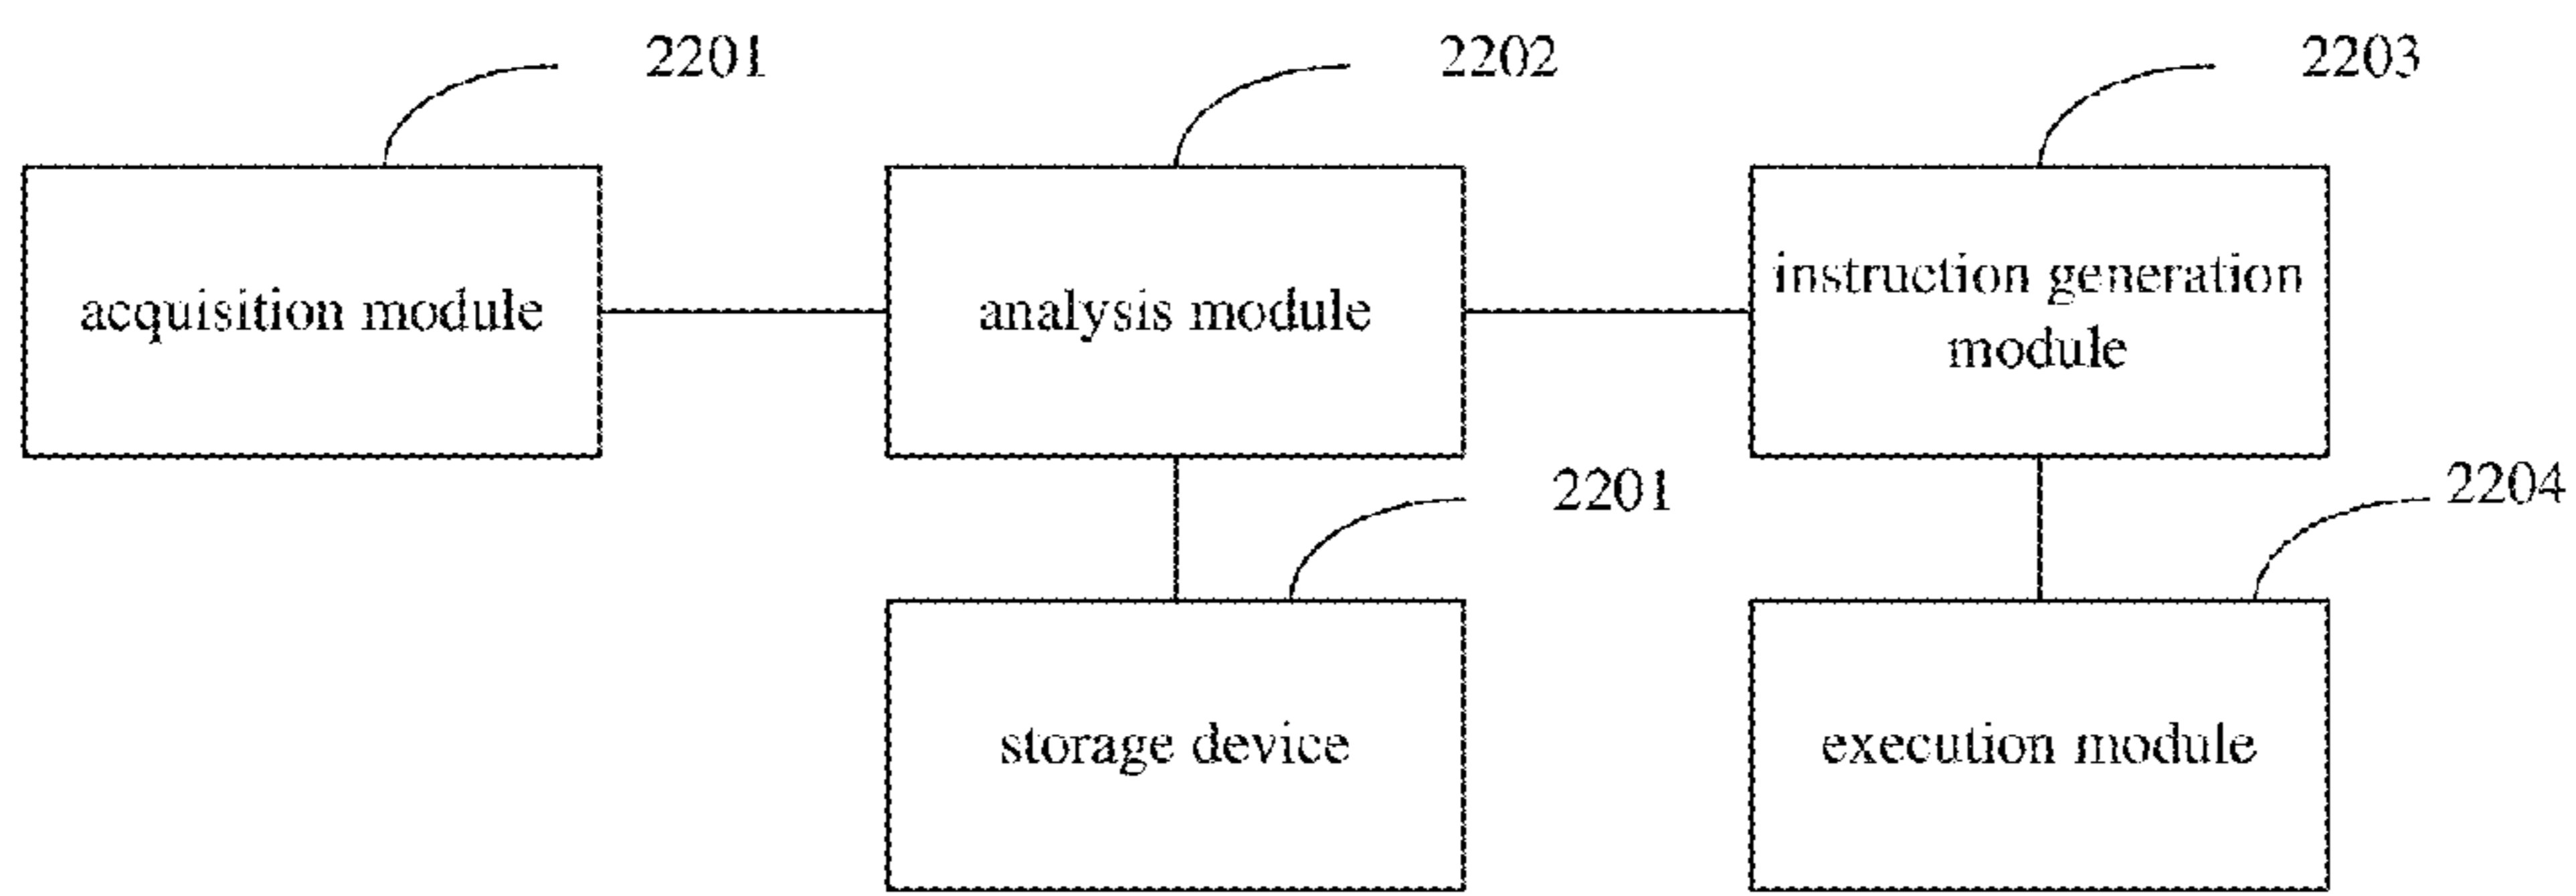 2201
2202
2203
acquisition module
analysis module
instruction generation
module
2201
2204
storage device
execution module